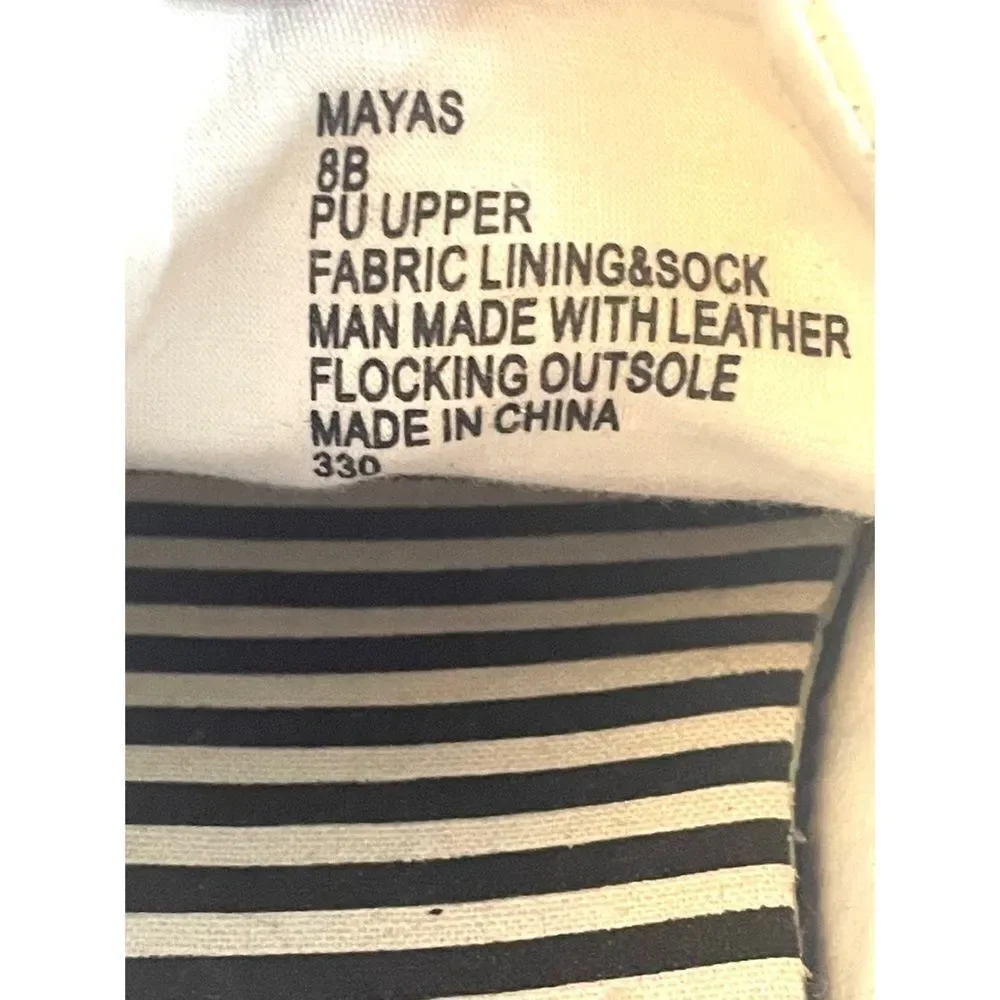 MAYAS
8B
PU UPPER
FABRIC LINING&SOCK
MAN MADE WITH LEATHER
FLOCKING OUTSOLE
MADE IN CHINA
330